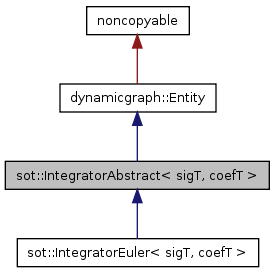 noncopyable
dynamicgraph::Entity
sot::IntegratorAbstract< sigT, coefT >
sot::IntegratorEuler< sigT, coefT >